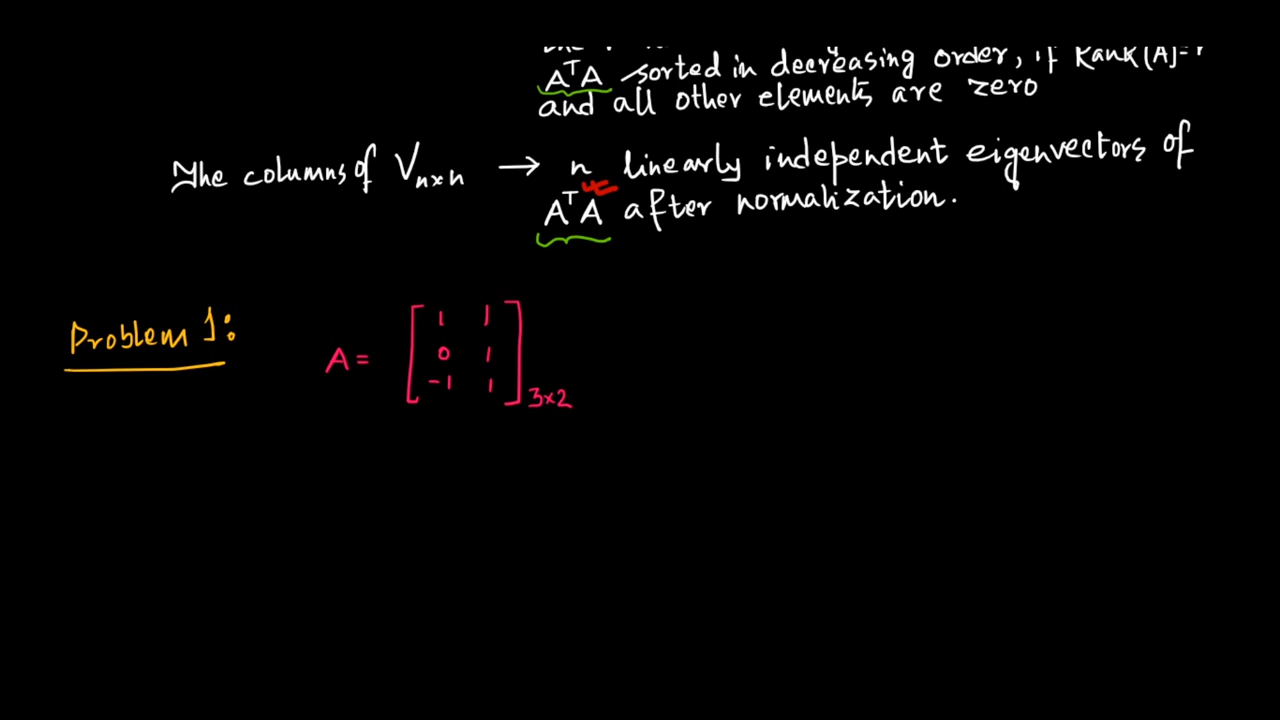 AᵀA sorted in decreasing order, if Rank(A)=r
and all other elements are zero
The columns of Vₙₓₙ → n linearly independent eigenvectors of
AᵀA after normalization.
Problem 1:
A = [1 1
0 1
-1 1]3×2